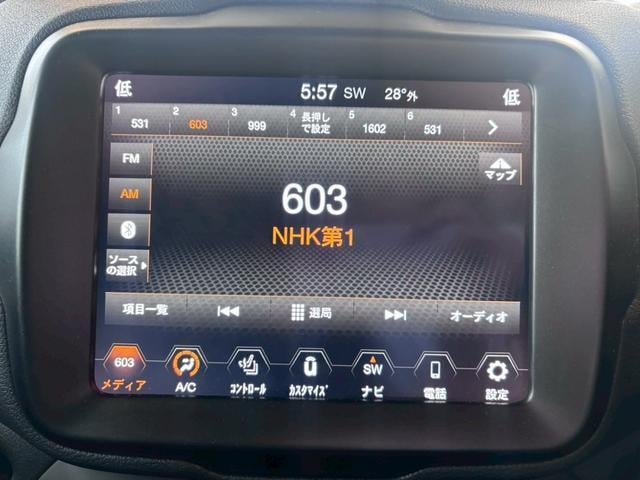 低 5:57 SW 28°外 低
1 531 2 603 3 999 4 長押しで設定 5 1602 6 531
FM
マップ
AM
603
NHK第1
ソースの選択
項目一覧 選局 オーディオ
603 SW
メディア A/C コントロール カスタマイズ ナビ 電話 設定